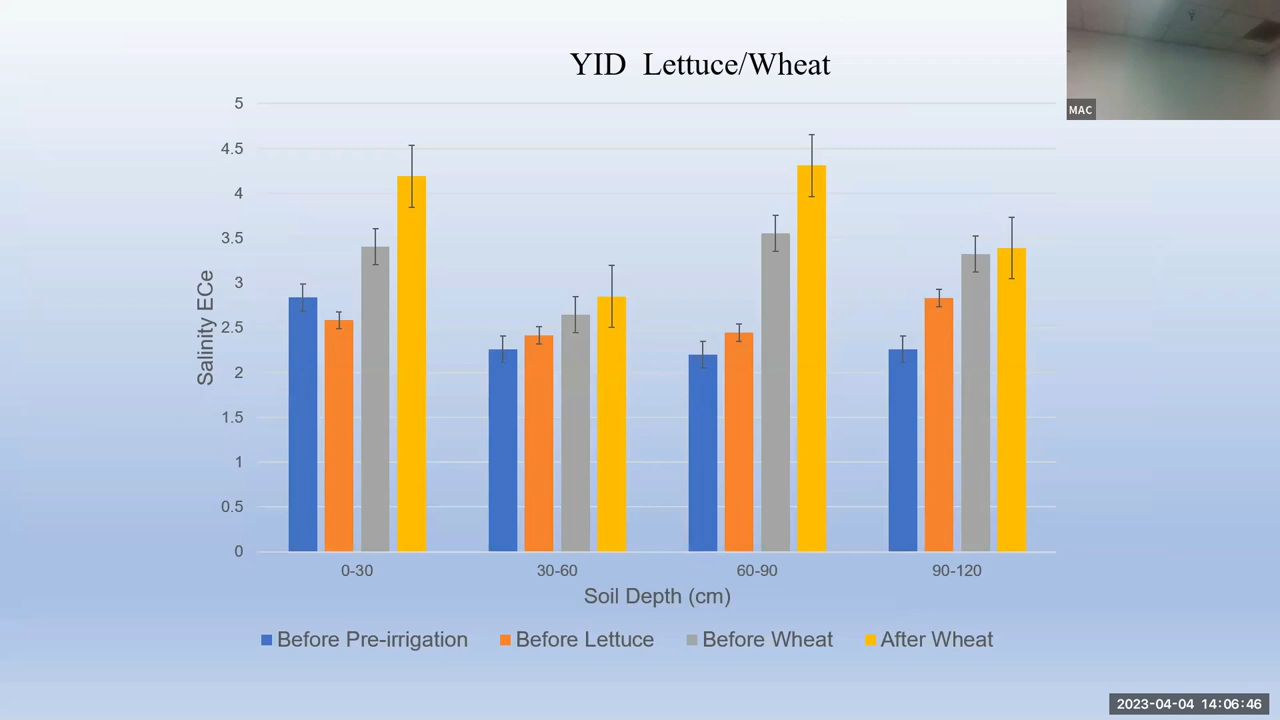 YID Lettuce/Wheat
MAC
5
4.5
4
3.5
3
2.5
2
1.5
1
0.5
0
Salinity ECe
0-30 30-60 60-90 90-120
Soil Depth (cm)
Before Pre-irrigation Before Lettuce Before Wheat After Wheat
2023-04-04 14:06:46